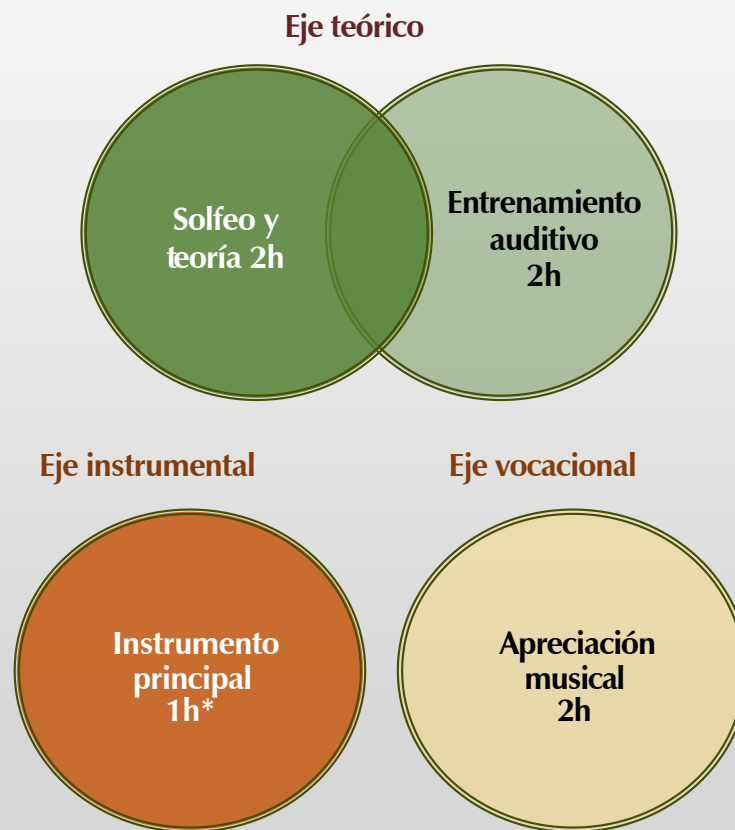 Eje teórico
Solfeo y
teoría 2h
Entrenamiento
auditivo
2h
Eje instrumental
Eje vocacional
Instrumento
principal
1h*
Apreciación
musical
2h